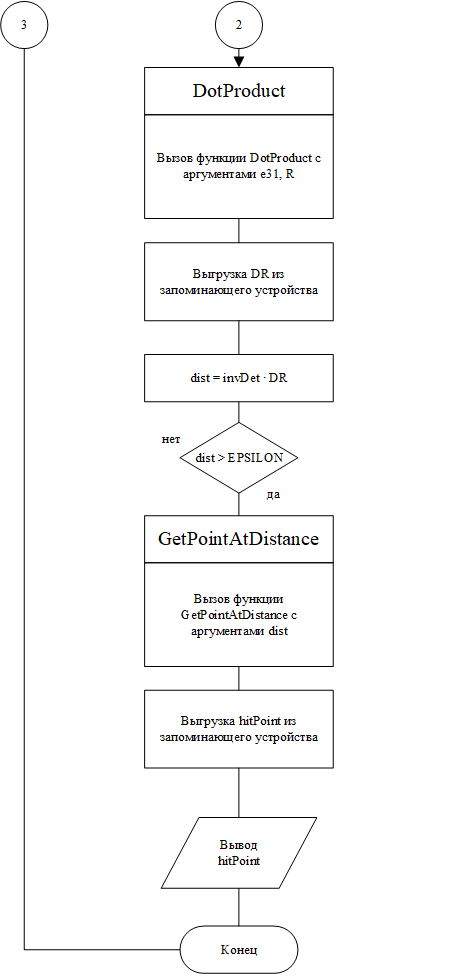 3
2
DotProduct
Вызов функции DotProduct с
аргументами e31, R
Выгрузка DR из
запоминающего устройства
dist = invDet · DR
нет
dist > EPSILON
да
GetPointAtDistance
Вызов функции
GetPointAtDistance с
аргументами dist
Выгрузка hitPoint из
запоминающего устройства
Вывод
hitPoint
Конец